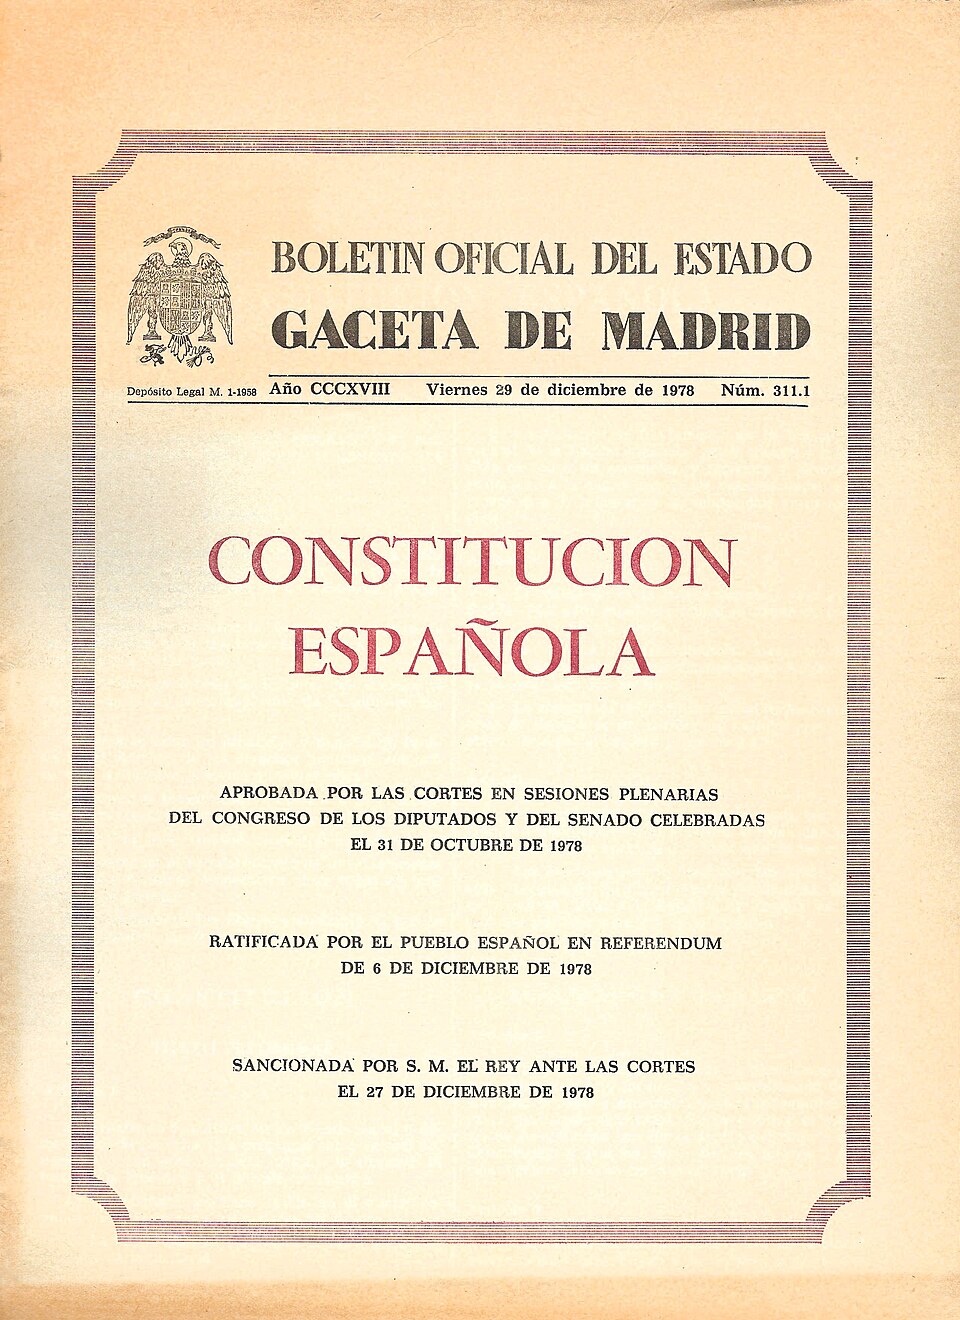 BOLETIN OFICIAL DEL ESTADO
GACETA DE MADRID
Depósito Legal M. 1-1958 Año CCCXVIII Viernes 29 de diciembre de 1978 Núm. 311.1
CONSTITUCION
ESPAÑOLA
APROBADA POR LAS CORTES EN SESIONES PLENARIAS
DEL CONGRESO DE LOS DIPUTADOS Y DEL SENADO CELEBRADAS
EL 31 DE OCTUBRE DE 1978
RATIFICADA POR EL PUEBLO ESPAÑOL EN REFERENDUM
DE 6 DE DICIEMBRE DE 1978
SANCIONADA POR S. M. EL REY ANTE LAS CORTES
EL 27 DE DICIEMBRE DE 1978